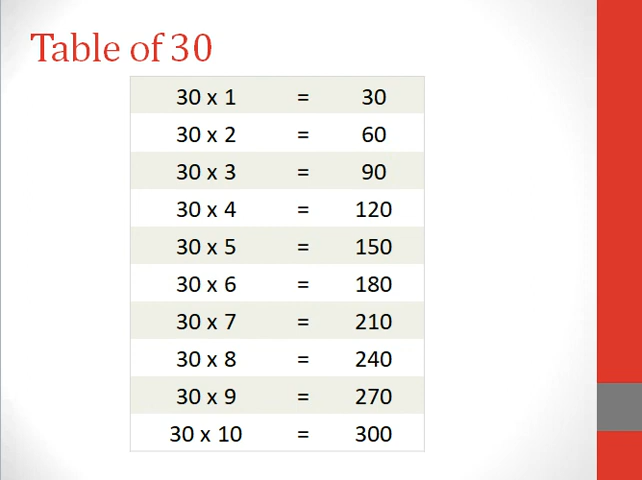 Table of 30
30 x 1 = 30
30 x 2 = 60
30 x 3 = 90
30 x 4 = 120
30 x 5 = 150
30 x 6 = 180
30 x 7 = 210
30 x 8 = 240
30 x 9 = 270
30 x 10 = 300